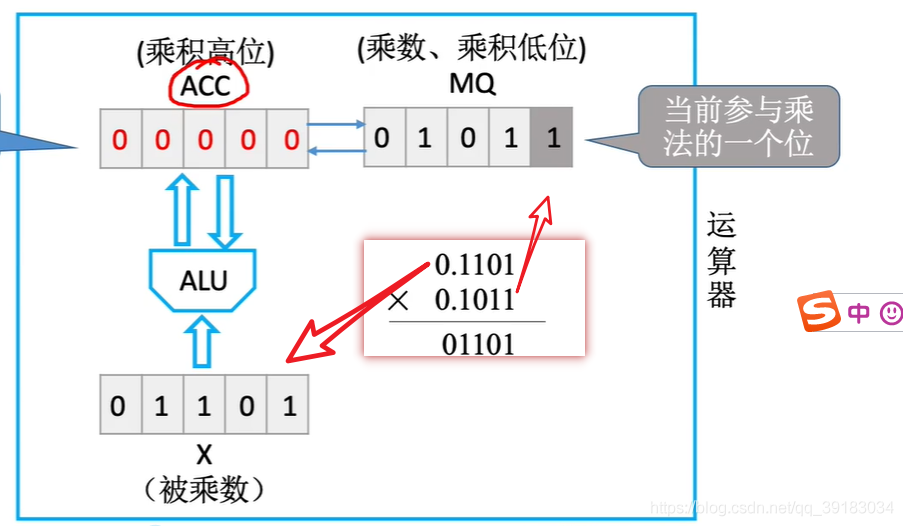 (乘积高位)
ACC
(乘数、乘积低位)
MQ
0 0 0 0 0
0 1 0 1 1
当前参与乘
法的一个位
ALU
0.1101
× 0.1011
01101
运算器
S中
0 1 1 0 1
X
（被乘数）
https://blog.csdn.net/qq_39183034